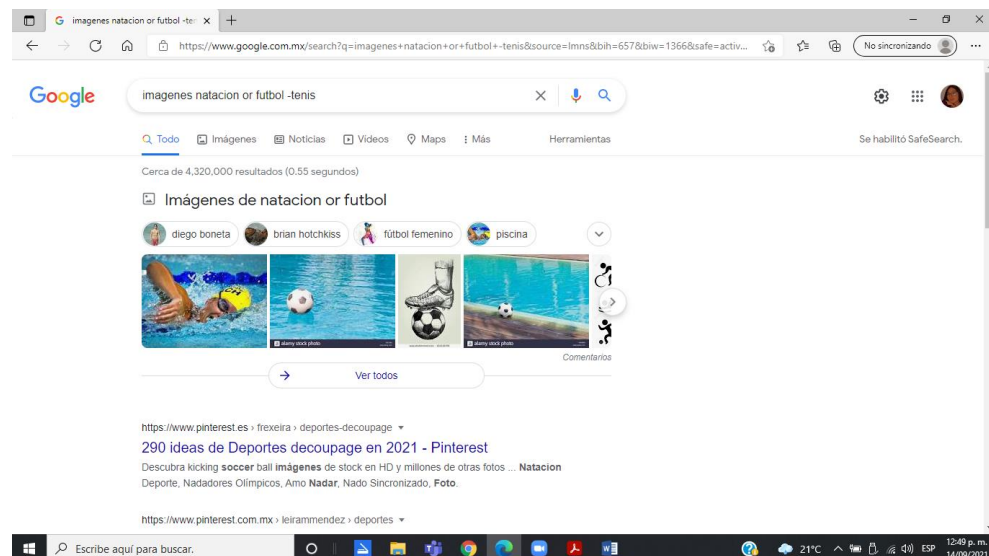 G imagenes natacion or futbol -te
https://www.google.com.mx/search?q=imagenes+natacion+or+futbol+-tenis&source=lmns&bih=657&biw=1366&safe=activ...
No sincronizando
Google
imagenes natacion or futbol -tenis
Todo Imágenes Noticias Videos Maps Más Herramientas
Se habilitó SafeSearch.
Cerca de 4,320,000 resultados (0.55 segundos)
Imágenes de natacion or futbol
diego boneta brian hotchkiss fútbol femenino piscina
alamy stock photo alamy stock photo
Comentarios
Ver todos
https://www.pinterest.es › frexeira › deportes-decoupage
290 ideas de Deportes decoupage en 2021 - Pinterest
Descubra kicking soccer ball imágenes de stock en HD y millones de otras fotos ... Natacion
Deporte, Nadadores Olímpicos, Amo Nadar, Nado Sincronizado, Foto.
https://www.pinterest.com.mx › leirammendez › deportes
Escribe aquí para buscar.
21°C ESP 12:49 p. m.
14/09/2021